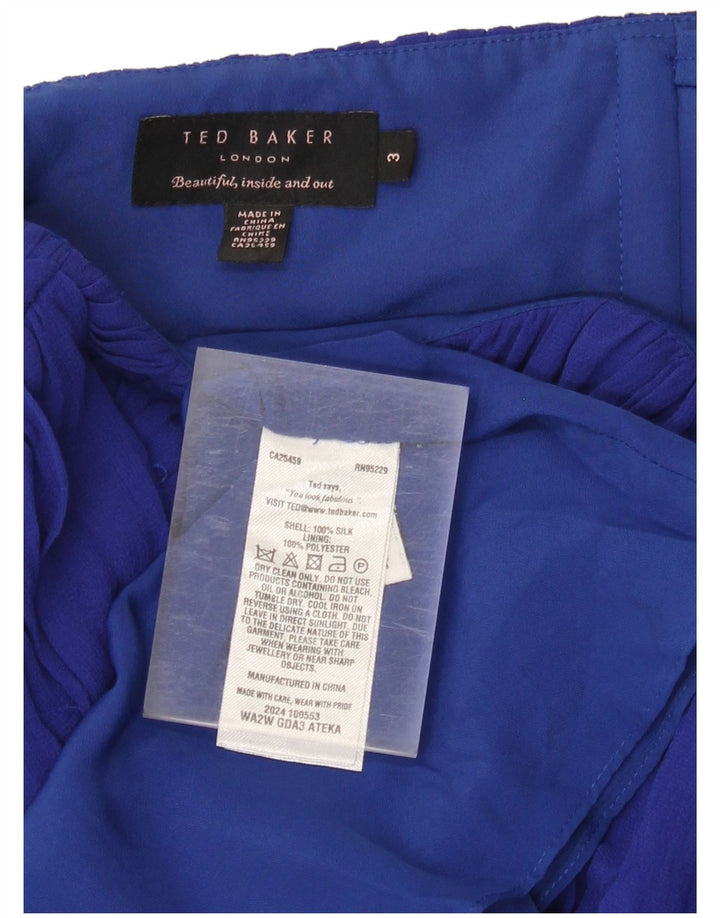 TED BAKER
LONDON
Beautiful, inside and out
3
MADE IN
CHINA
FABRIQUE EN
CHINE
RN95229
CA25459
CA25459 RN95229
Ted says,
"You look fabulous".
VISIT TED@www.tedbaker.com
SHELL: 100% SILK
LINING:
100% POLYESTER
DRY CLEAN ONLY. DO NOT USE
PRODUCTS CONTAINING BLEACH,
OIL OR ALCOHOL. DO NOT
TUMBLE DRY. COOL IRON ON
REVERSE USING A CLOTH. DO NOT
LEAVE IN DIRECT SUNLIGHT. DUE
TO THE DELICATE NATURE OF THIS
GARMENT, PLEASE TAKE CARE
WHEN WEARING WITH
JEWELLERY OR NEAR SHARP
OBJECTS.
MANUFACTURED IN CHINA
MADE WITH CARE, WEAR WITH PRIDE
2024 109553
WA2W GDA3 ATEKA